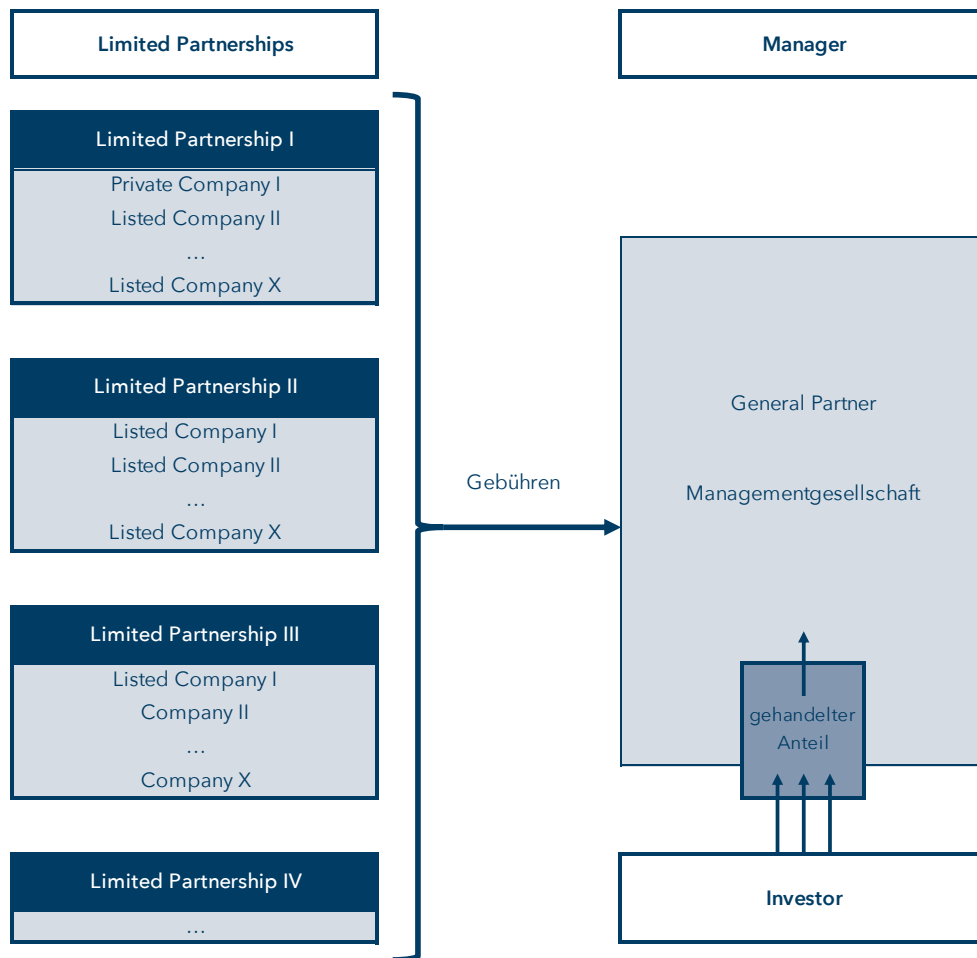 Limited Partnerships
Manager
Limited Partnership I
Private Company I
Listed Company II
…
Listed Company X
Limited Partnership II
Listed Company I
Listed Company II
…
Listed Company X
Limited Partnership III
Listed Company I
Company II
…
Company X
Limited Partnership IV
…
Gebühren
General Partner
Managementgesellschaft
gehandelter
Anteil
Investor